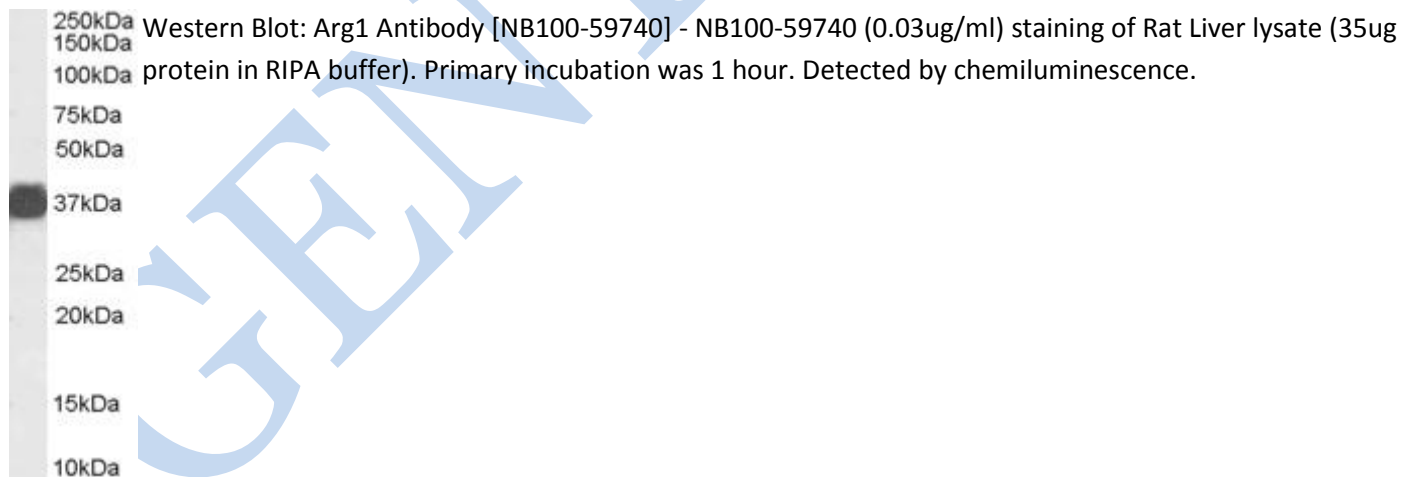 250kDa
Western Blot: Arg1 Antibody [NB100-59740] - NB100-59740 (0.03ug/ml) staining of Rat Liver lysate (35ug
150kDa
100kDa
protein in RIPA buffer). Primary incubation was 1 hour. Detected by chemiluminescence.
75kDa
50kDa
37kDa
25kDa
20kDa
15kDa
10kDa